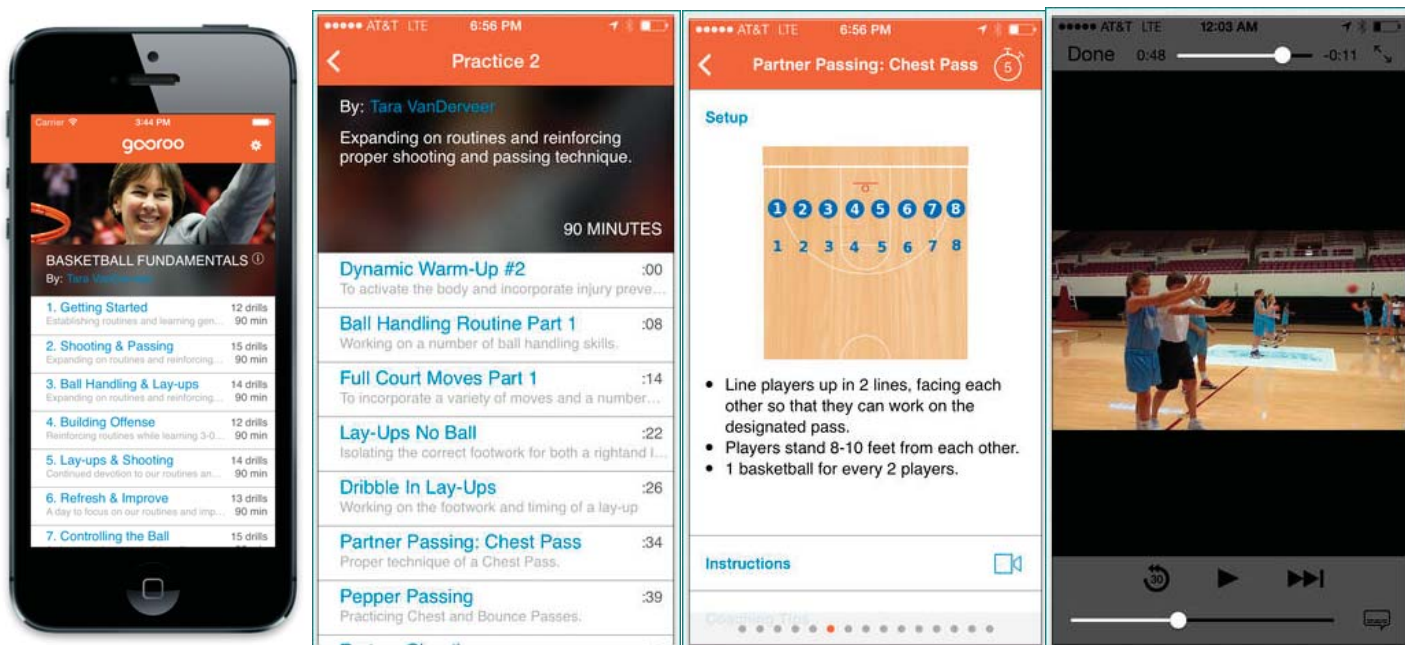 Carrier 3:44 PM
gooroo
BASKETBALL FUNDAMENTALS
By: Tara VanDerveer
1. Getting Started 12 drills
Establishing routines and learning gen... 90 min
2. Shooting & Passing 15 drills
Expanding on routines and reinforcing... 90 min
3. Ball Handling & Lay-ups 14 drills
Expanding on routines and reinforcing... 90 min
4. Building Offense 12 drills
Reinforcing routines while learning 3-0... 90 min
5. Lay-ups & Shooting 14 drills
Continued devotion to our routines an... 90 min
6. Refresh & Improve 13 drills
A day to focus on our routines and imp... 90 min
7. Controlling the Ball 15 drills
AT&T LTE 6:56 PM
Practice 2
By: Tara VanDerveer
Expanding on routines and reinforcing
proper shooting and passing technique.
90 MINUTES
Dynamic Warm-Up #2 :00
To activate the body and incorporate injury preve...
Ball Handling Routine Part 1 :08
Working on a number of ball handling skills.
Full Court Moves Part 1 :14
To incorporate a variety of moves and a number...
Lay-Ups No Ball :22
Isolating the correct footwork for both a rightand l...
Dribble In Lay-Ups :26
Working on the footwork and timing of a lay-up
Partner Passing: Chest Pass :34
Proper technique of a Chest Pass.
Pepper Passing :39
Practicing Chest and Bounce Passes.
AT&T LTE 6:56 PM
Partner Passing: Chest Pass 5
Setup
1 2 3 4 5 6 7 8
1 2 3 4 5 6 7 8
• Line players up in 2 lines, facing each
other so that they can work on the
designated pass.
• Players stand 8-10 feet from each other.
• 1 basketball for every 2 players.
Instructions
Coaching Tips
AT&T LTE 12:03 AM
Done 0:48 -0:11
30